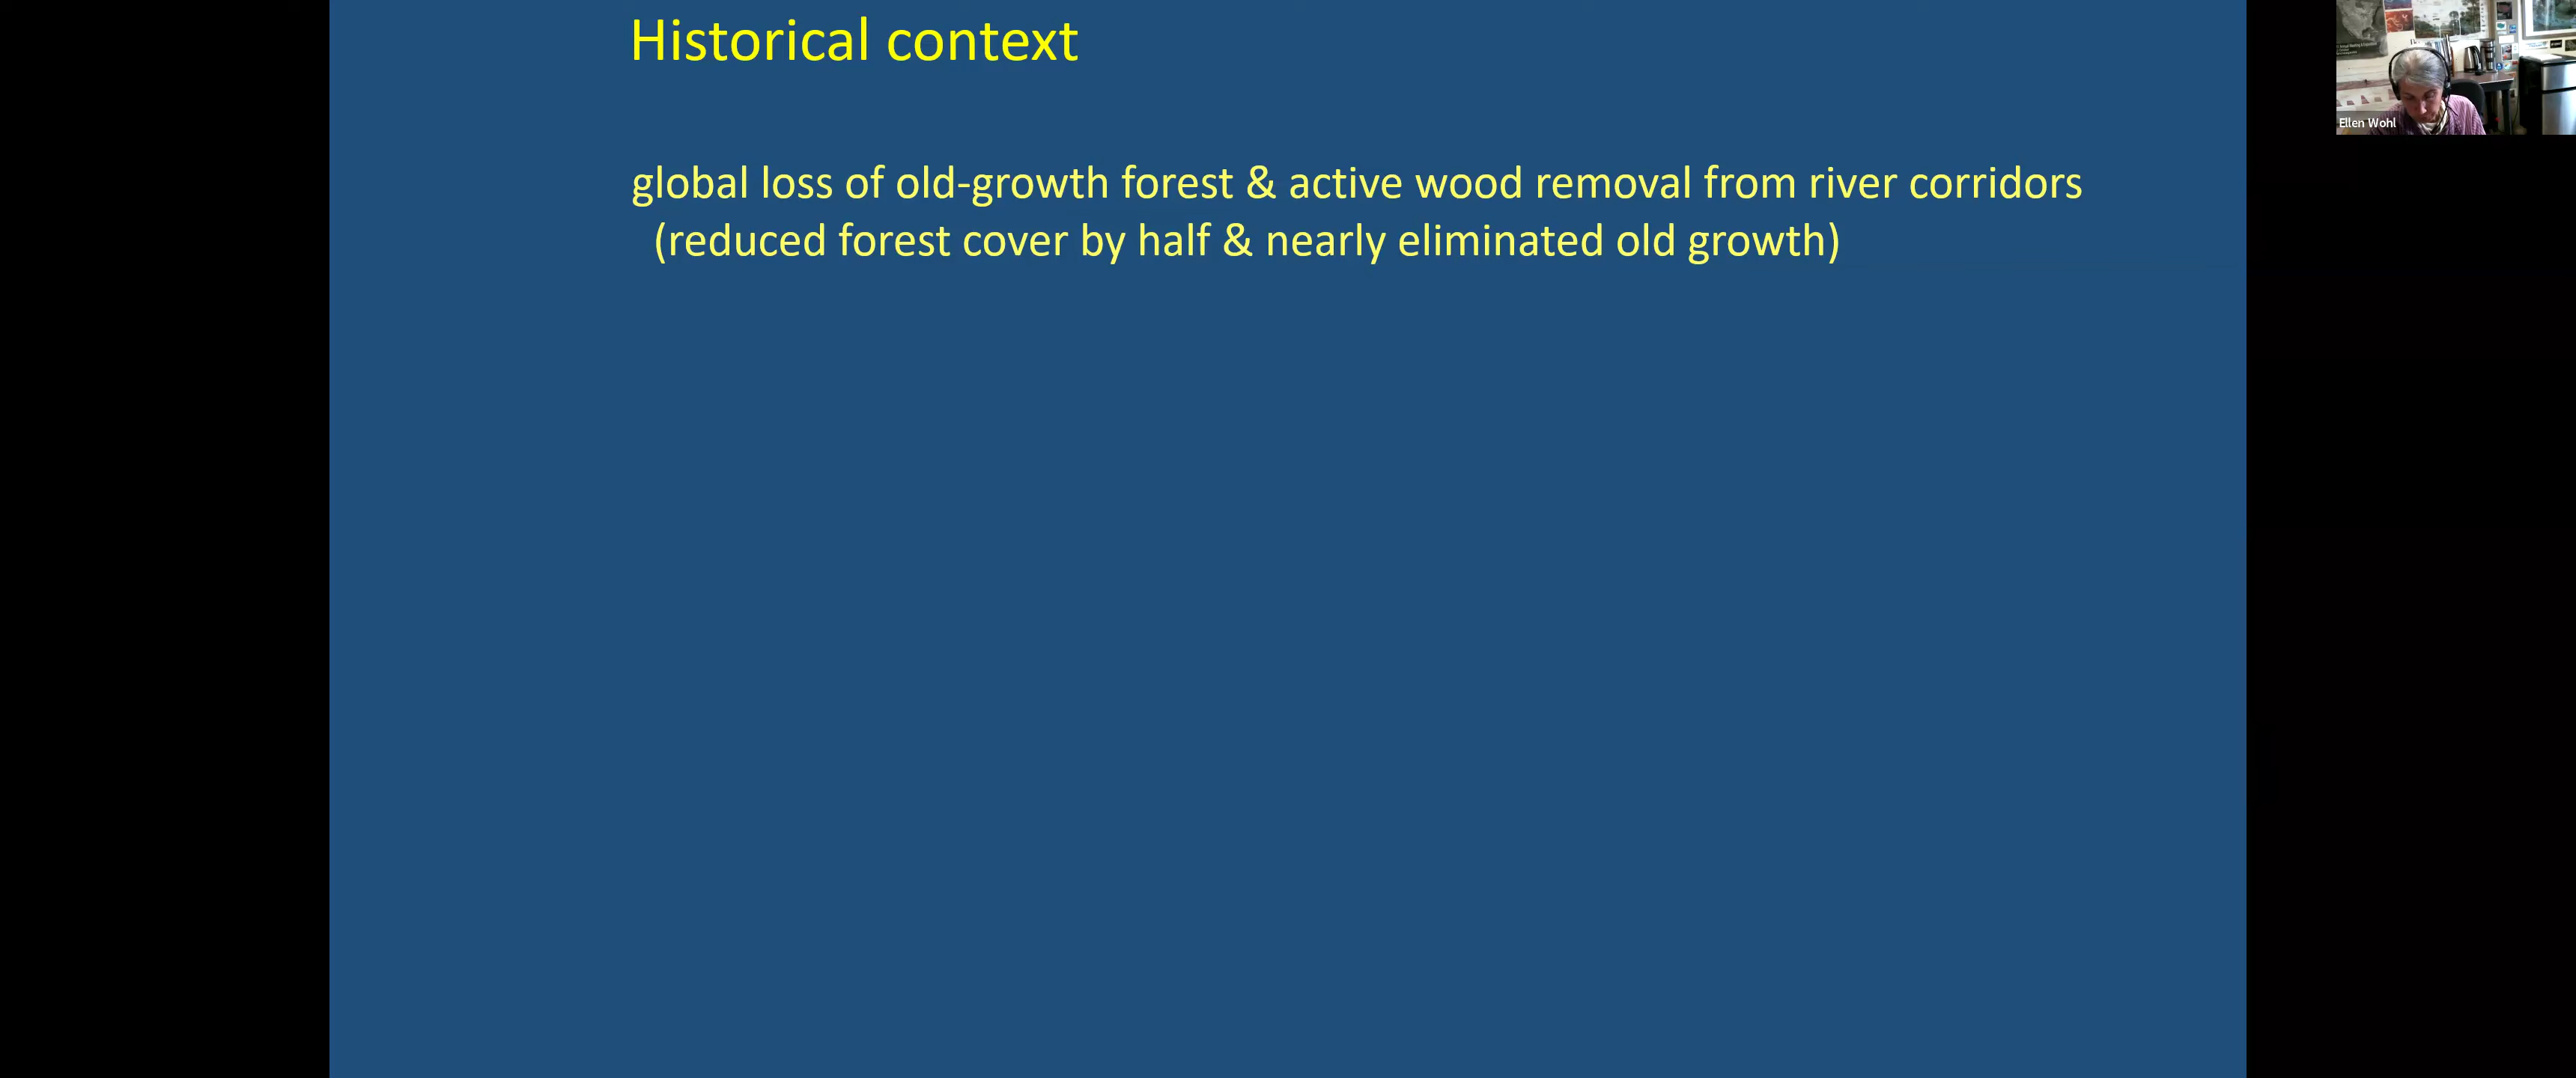 Historical context
global loss of old-growth forest & active wood removal from river corridors
(reduced forest cover by half & nearly eliminated old growth)
Ellen Wohl